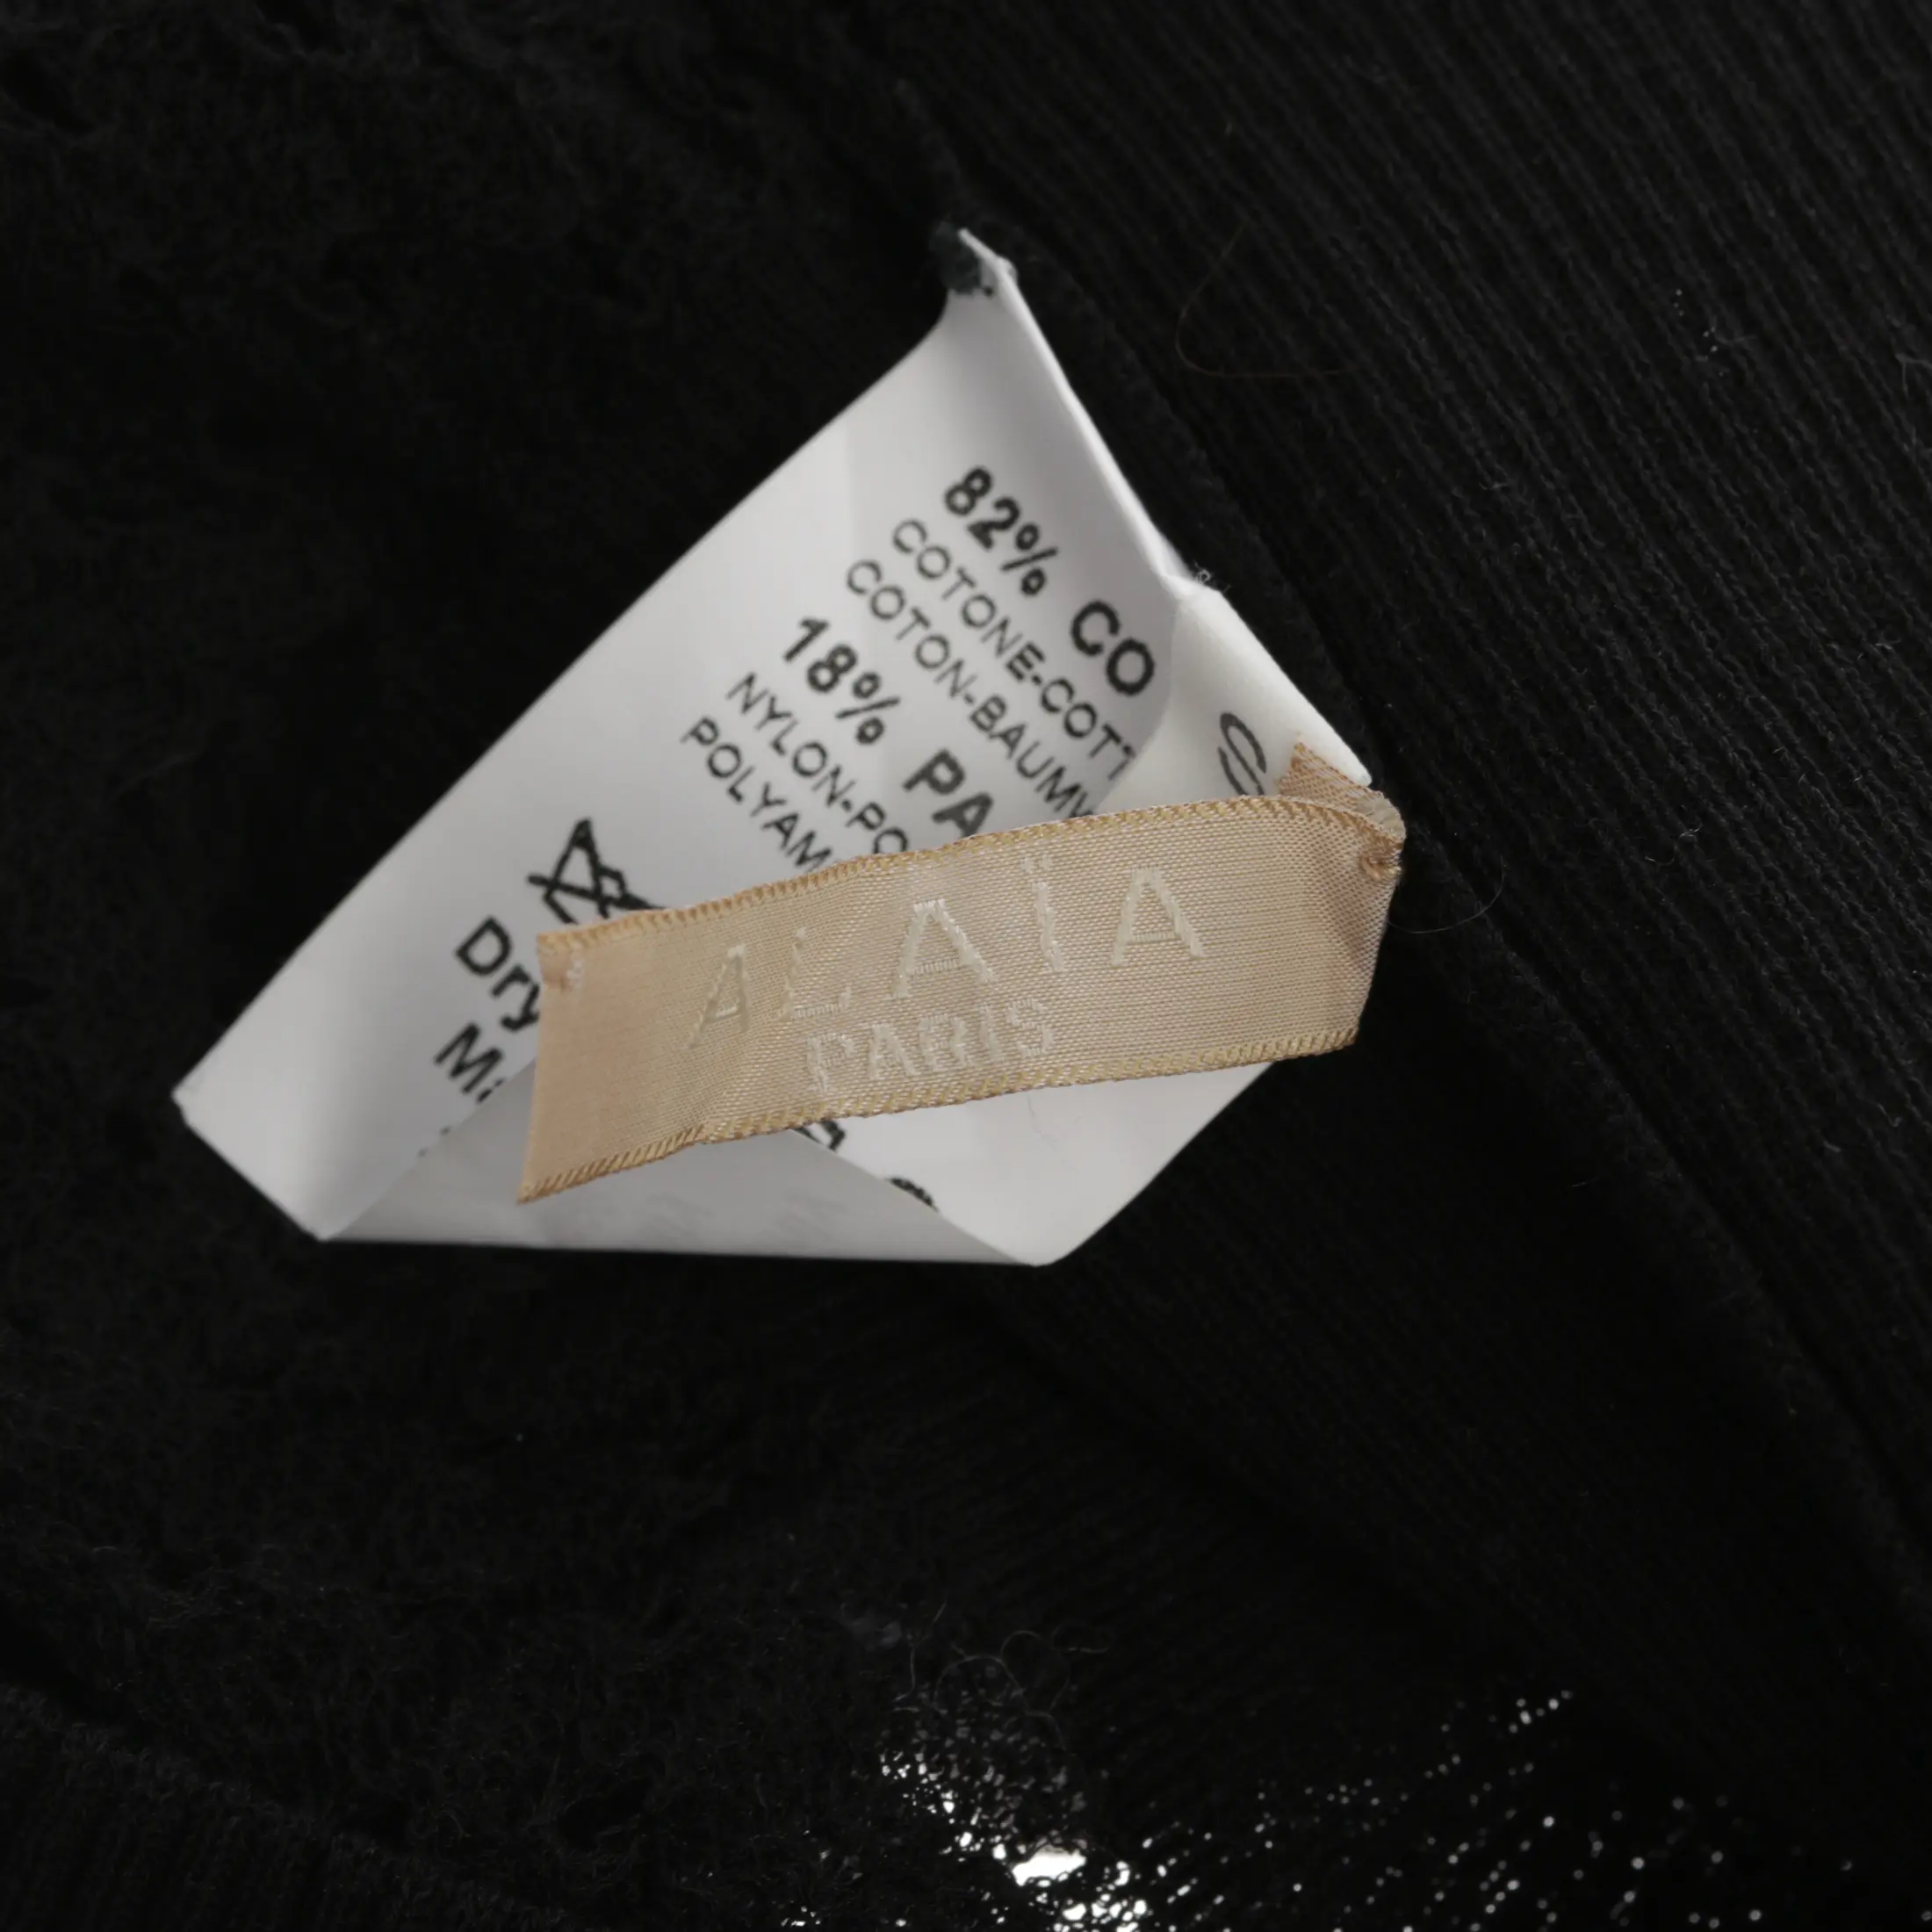 82% CO
COTONE-COTT
COTON-BAUMW
18% PA
NYLON-PO
POLYAM
Dry
S
ALAÏA
PARIS